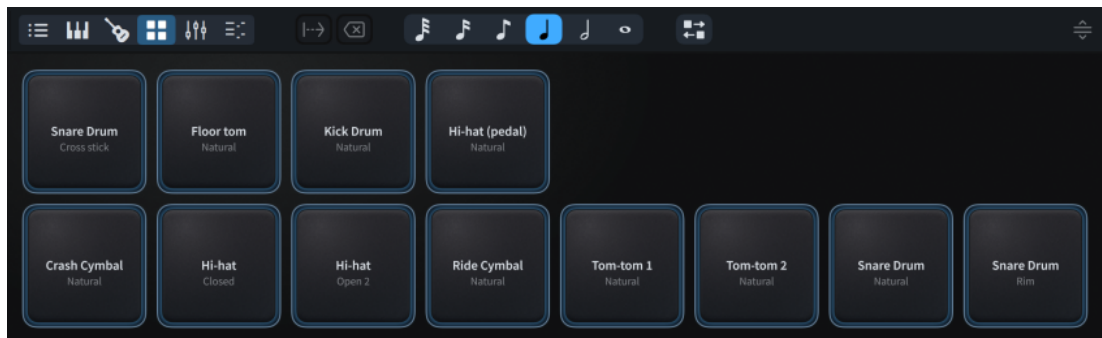 Snare Drum
Cross stick
Floor tom
Natural
Kick Drum
Natural
Hi-hat (pedal)
Natural
Crash Cymbal
Natural
Hi-hat
Closed
Hi-hat
Open 2
Ride Cymbal
Natural
Tom-tom 1
Natural
Tom-tom 2
Natural
Snare Drum
Natural
Snare Drum
Rim